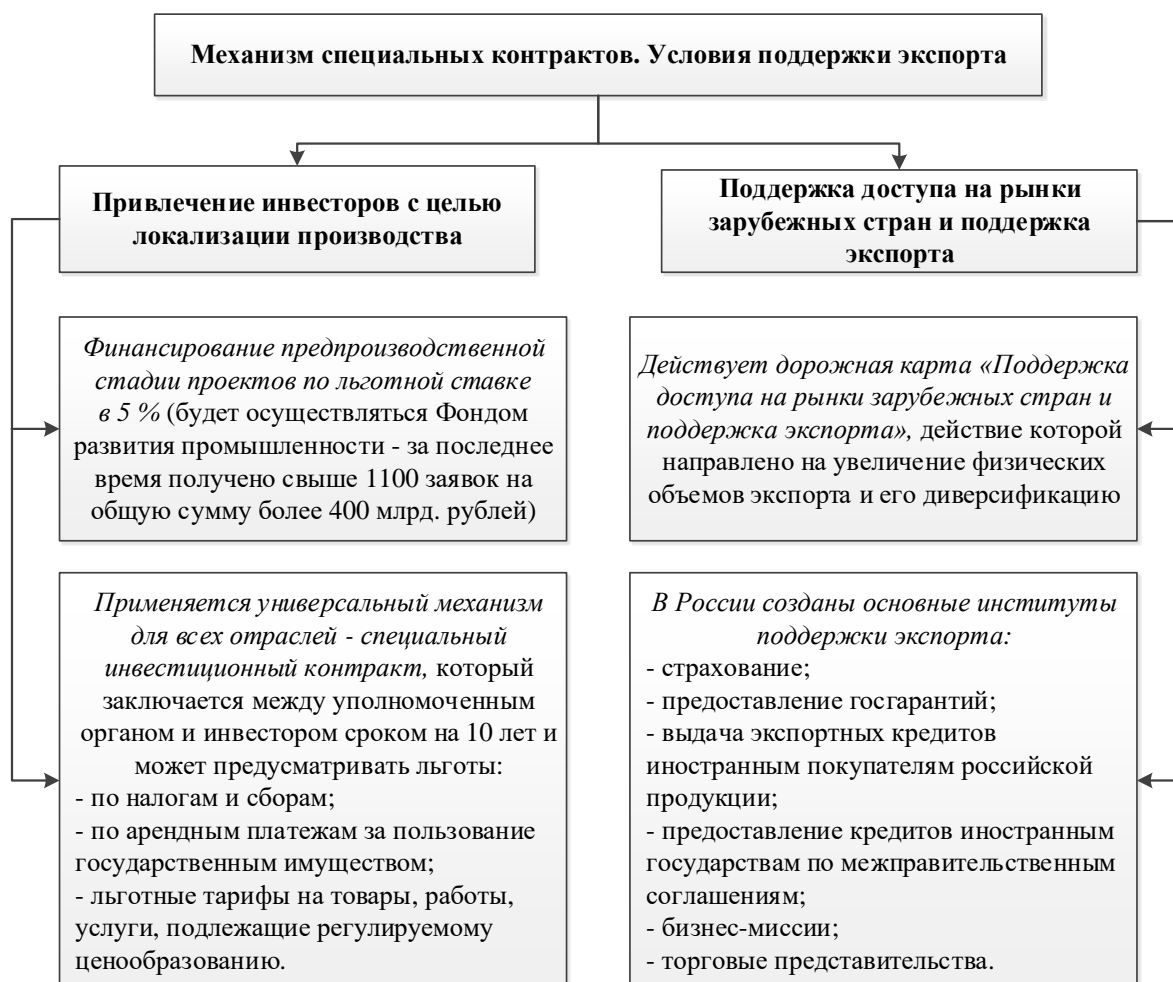 Механизм специальных контрактов. Условия поддержки экспорта
Привлечение инвесторов с целью
локализации производства
Финансирование предпроизводственной
стадии проектов по льготной ставке
в 5 % (будет осуществляться Фондом
развития промышленности - за последнее
время получено свыше 1100 заявок на
общую сумму более 400 млрд. рублей)
Применяется универсальный механизм
для всех отраслей - специальный
инвестиционный контракт, который
заключается между уполномоченным
органом и инвестором сроком на 10 лет и
может предусматривать льготы:
- по налогам и сборам;
- по арендным платежам за пользование
государственным имуществом;
- льготные тарифы на товары, работы,
услуги, подлежащие регулируемому
ценообразованию.
Поддержка доступа на рынки
зарубежных стран и поддержка
экспорта
Действует дорожная карта «Поддержка
доступа на рынки зарубежных стран и
поддержка экспорта», действие которой
направлено на увеличение физических
объемов экспорта и его диверсификацию
В России созданы основные институты
поддержки экспорта:
- страхование;
- предоставление госгарантий;
- выдача экспортных кредитов
иностранным покупателям российской
продукции;
- предоставление кредитов иностранным
государствам по межправительственным
соглашениям;
- бизнес-миссии;
- торговые представительства.